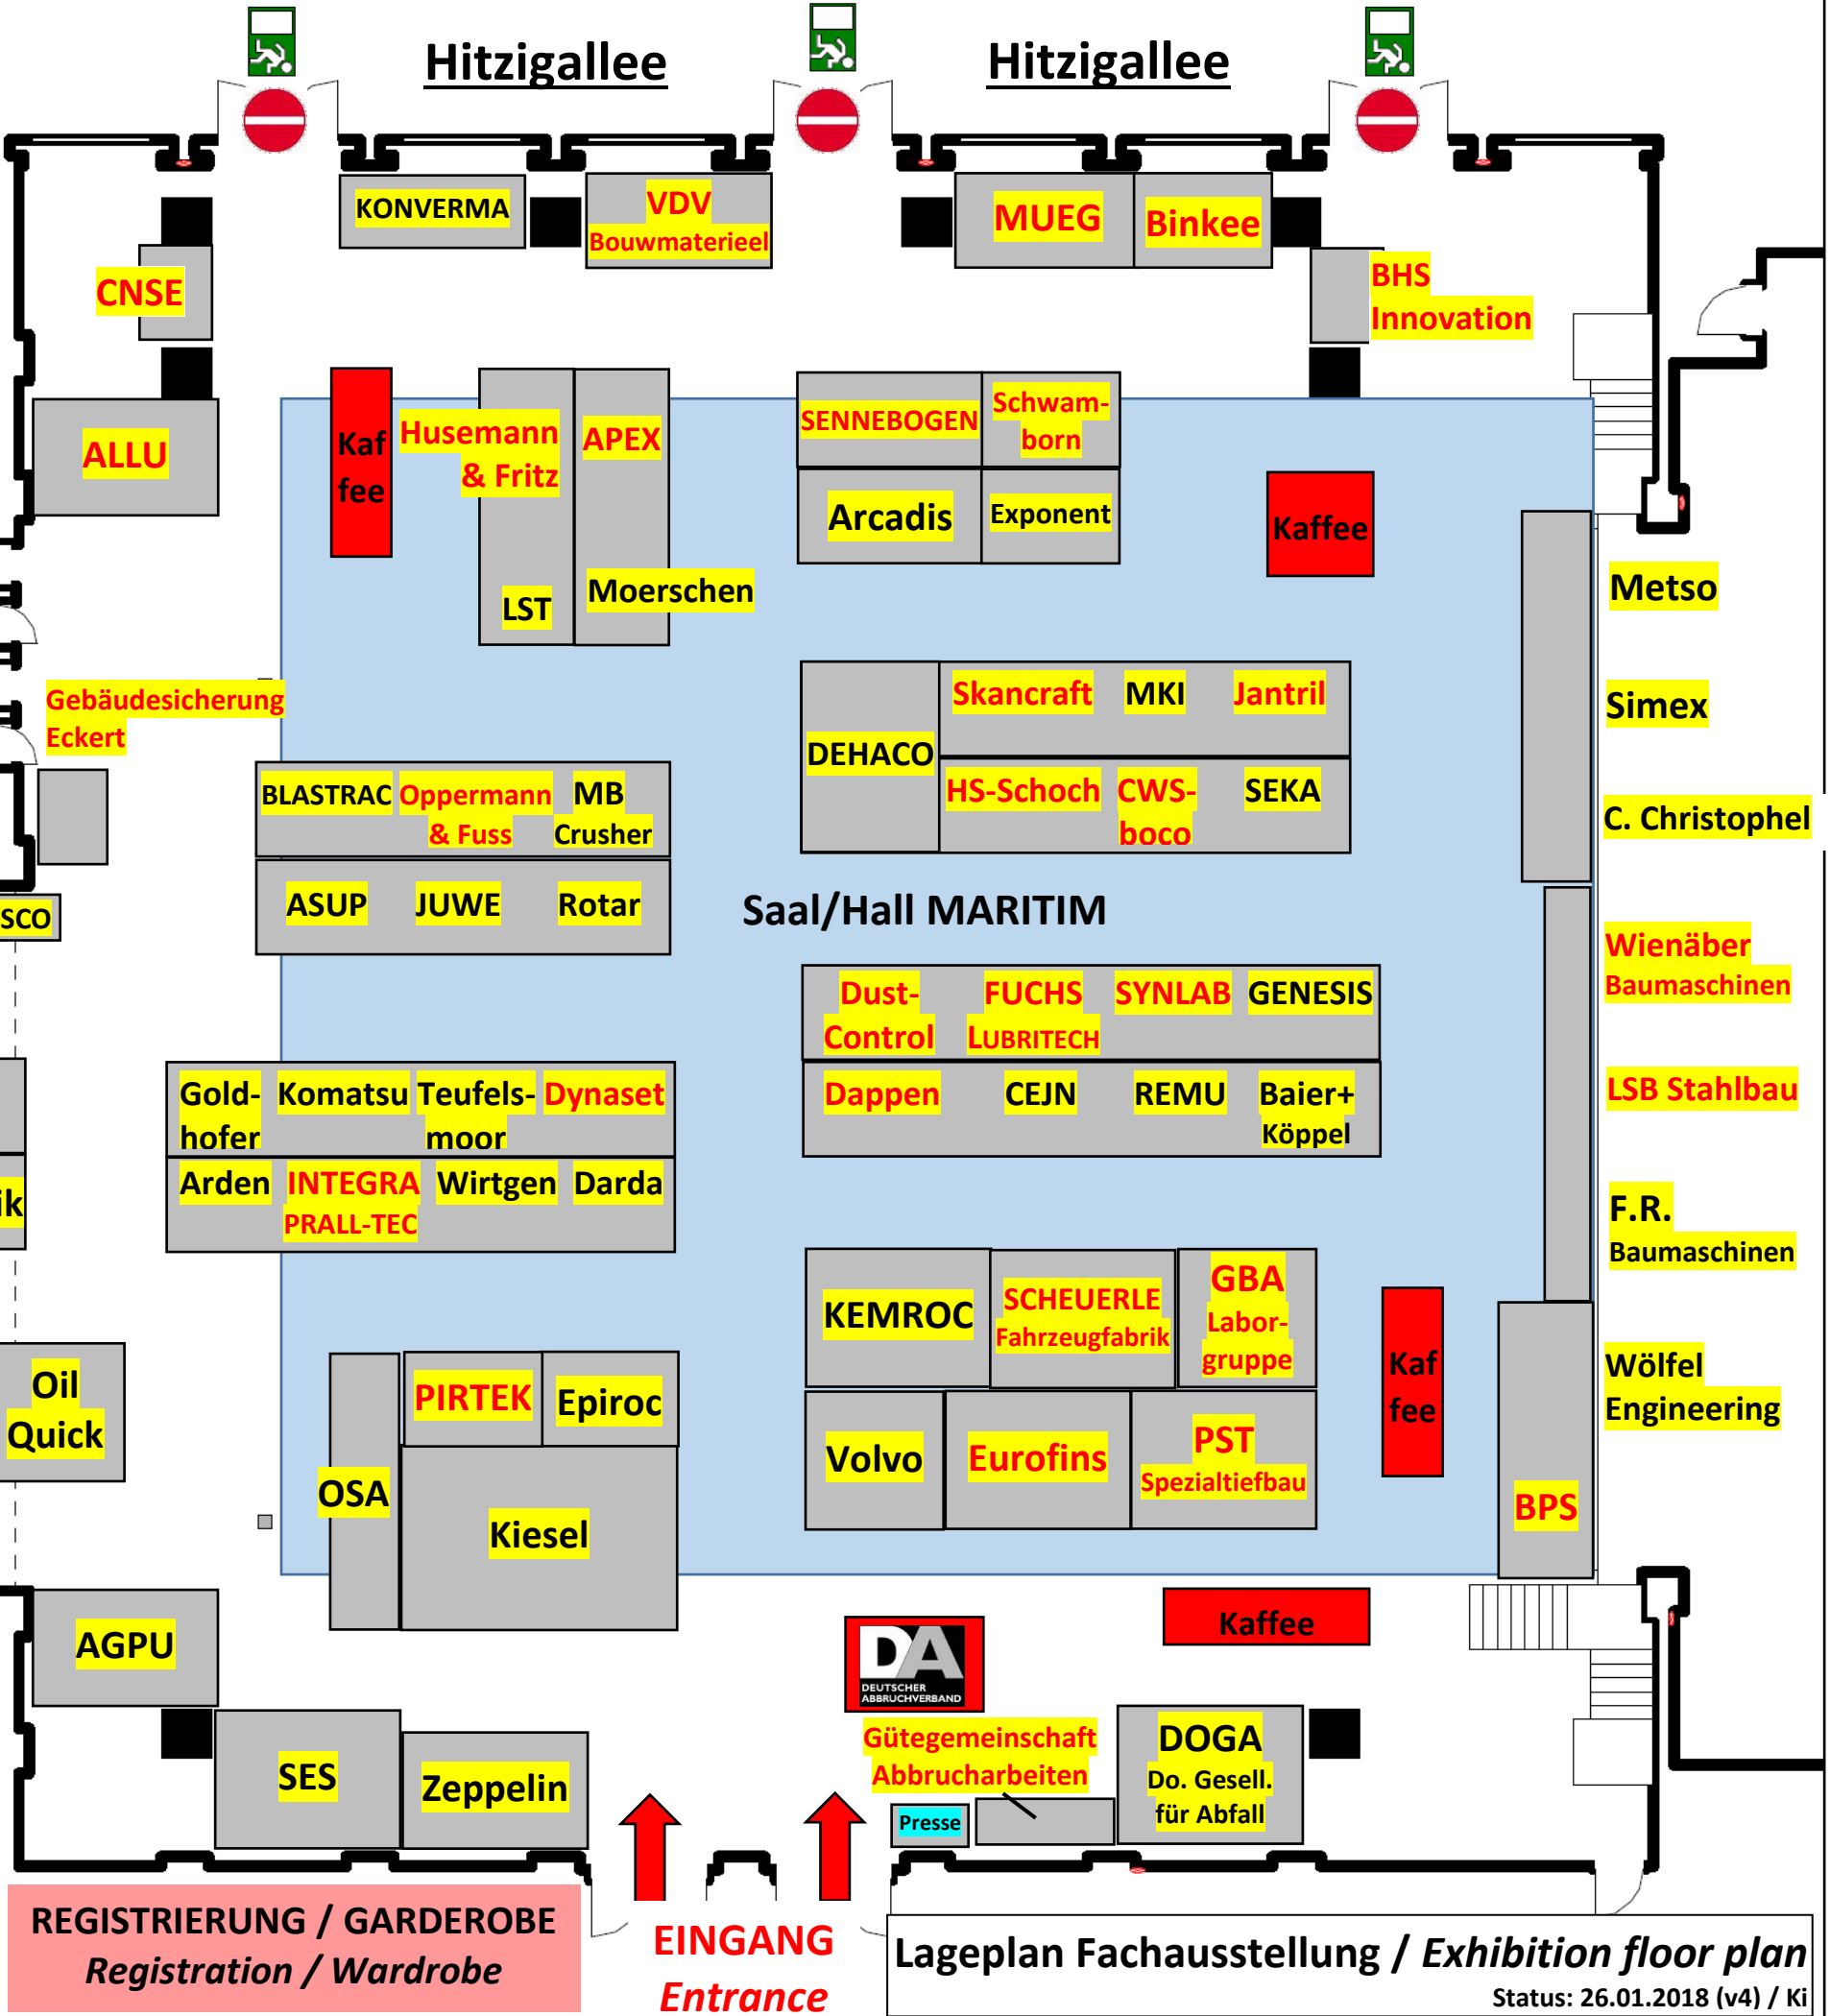 Hitzigallee
Hitzigallee
KONVERMA
VDV
Bouwmaterieel
MUEG
Binkee
CNSE
BHS
Innovation
ALLU
Kaf
fee
Husemann
& Fritz
APEX
SENNEBOGEN
Schwam-
born
Arcadis
Exponent
Kaffee
LST
Moerschen
Metso
Gebäudesicherung
Eckert
Skancraft
MKI
Jantril
Simex
DEHACO
BLASTRAC
Oppermann
& Fuss
MB
Crusher
HS-Schoch
CWS-
boco
SEKA
C. Christophel
ASUP
JUWE
Rotar
SCO
Saal/Hall MARITIM
Wienäber
Baumaschinen
Dust-
Control
FUCHS
LUBRITECH
SYNLAB
GENESIS
Gold-
hofer
Komatsu
Teufels-
moor
Dynaset
Dappen
CEJN
REMU
Baier+
Köppel
LSB Stahlbau
Arden
INTEGRA
PRALL-TEC
Wirtgen
Darda
ik
F.R.
Baumaschinen
KEMROC
SCHEUERLE
Fahrzeugfabrik
GBA
Labor-
gruppe
Kaf
fee
Wölfel
Engineering
Oil
Quick
PIRTEK
Epiroc
OSA
Kiesel
Volvo
Eurofins
PST
Spezialtiefbau
BPS
AGPU
Kaffee
DA
DEUTSCHER
ABBRUCHVERBAND
SES
Zeppelin
Gütegemeinschaft
Abbrucharbeiten
Presse
DOGA
Do. Gesell.
für Abfall
REGISTRIERUNG / GARDEROBE
Registration / Wardrobe
EINGANG
Entrance
Lageplan Fachausstellung / Exhibition floor plan
Status: 26.01.2018 (v4) / Ki